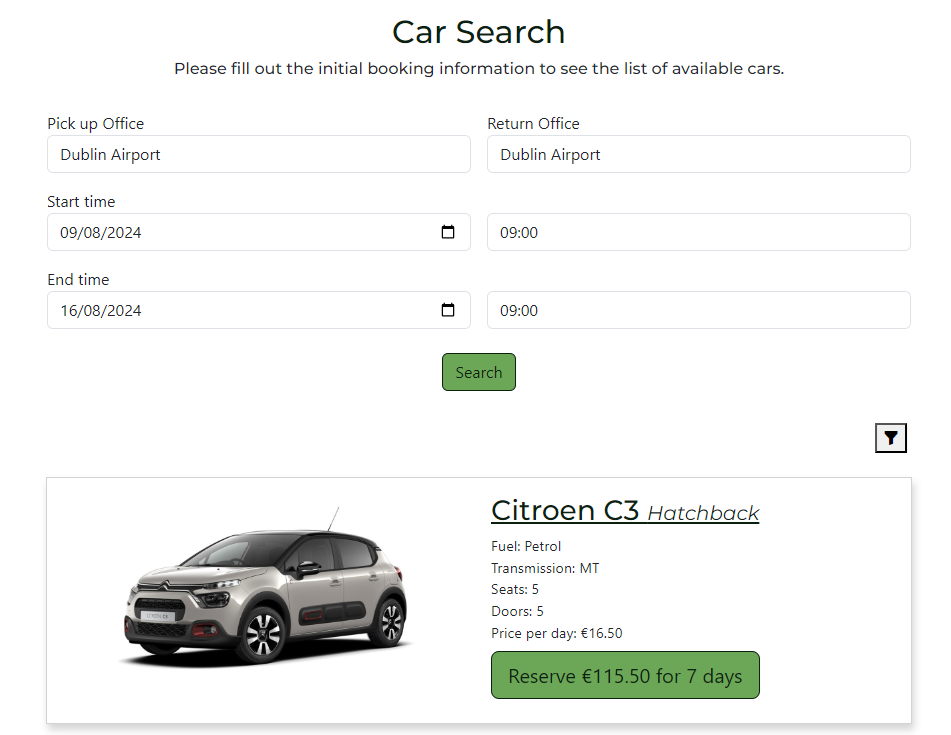 Car Search
Please fill out the initial booking information to see the list of available cars.
Pick up Office
Return Office
Dublin Airport
Dublin Airport
Start time
09/08/2024
09:00
End time
16/08/2024
09:00
Search
Citroen C3 Hatchback
Fuel: Petrol
Transmission: MT
Seats: 5
Doors: 5
Price per day: €16.50
Reserve €115.50 for 7 days